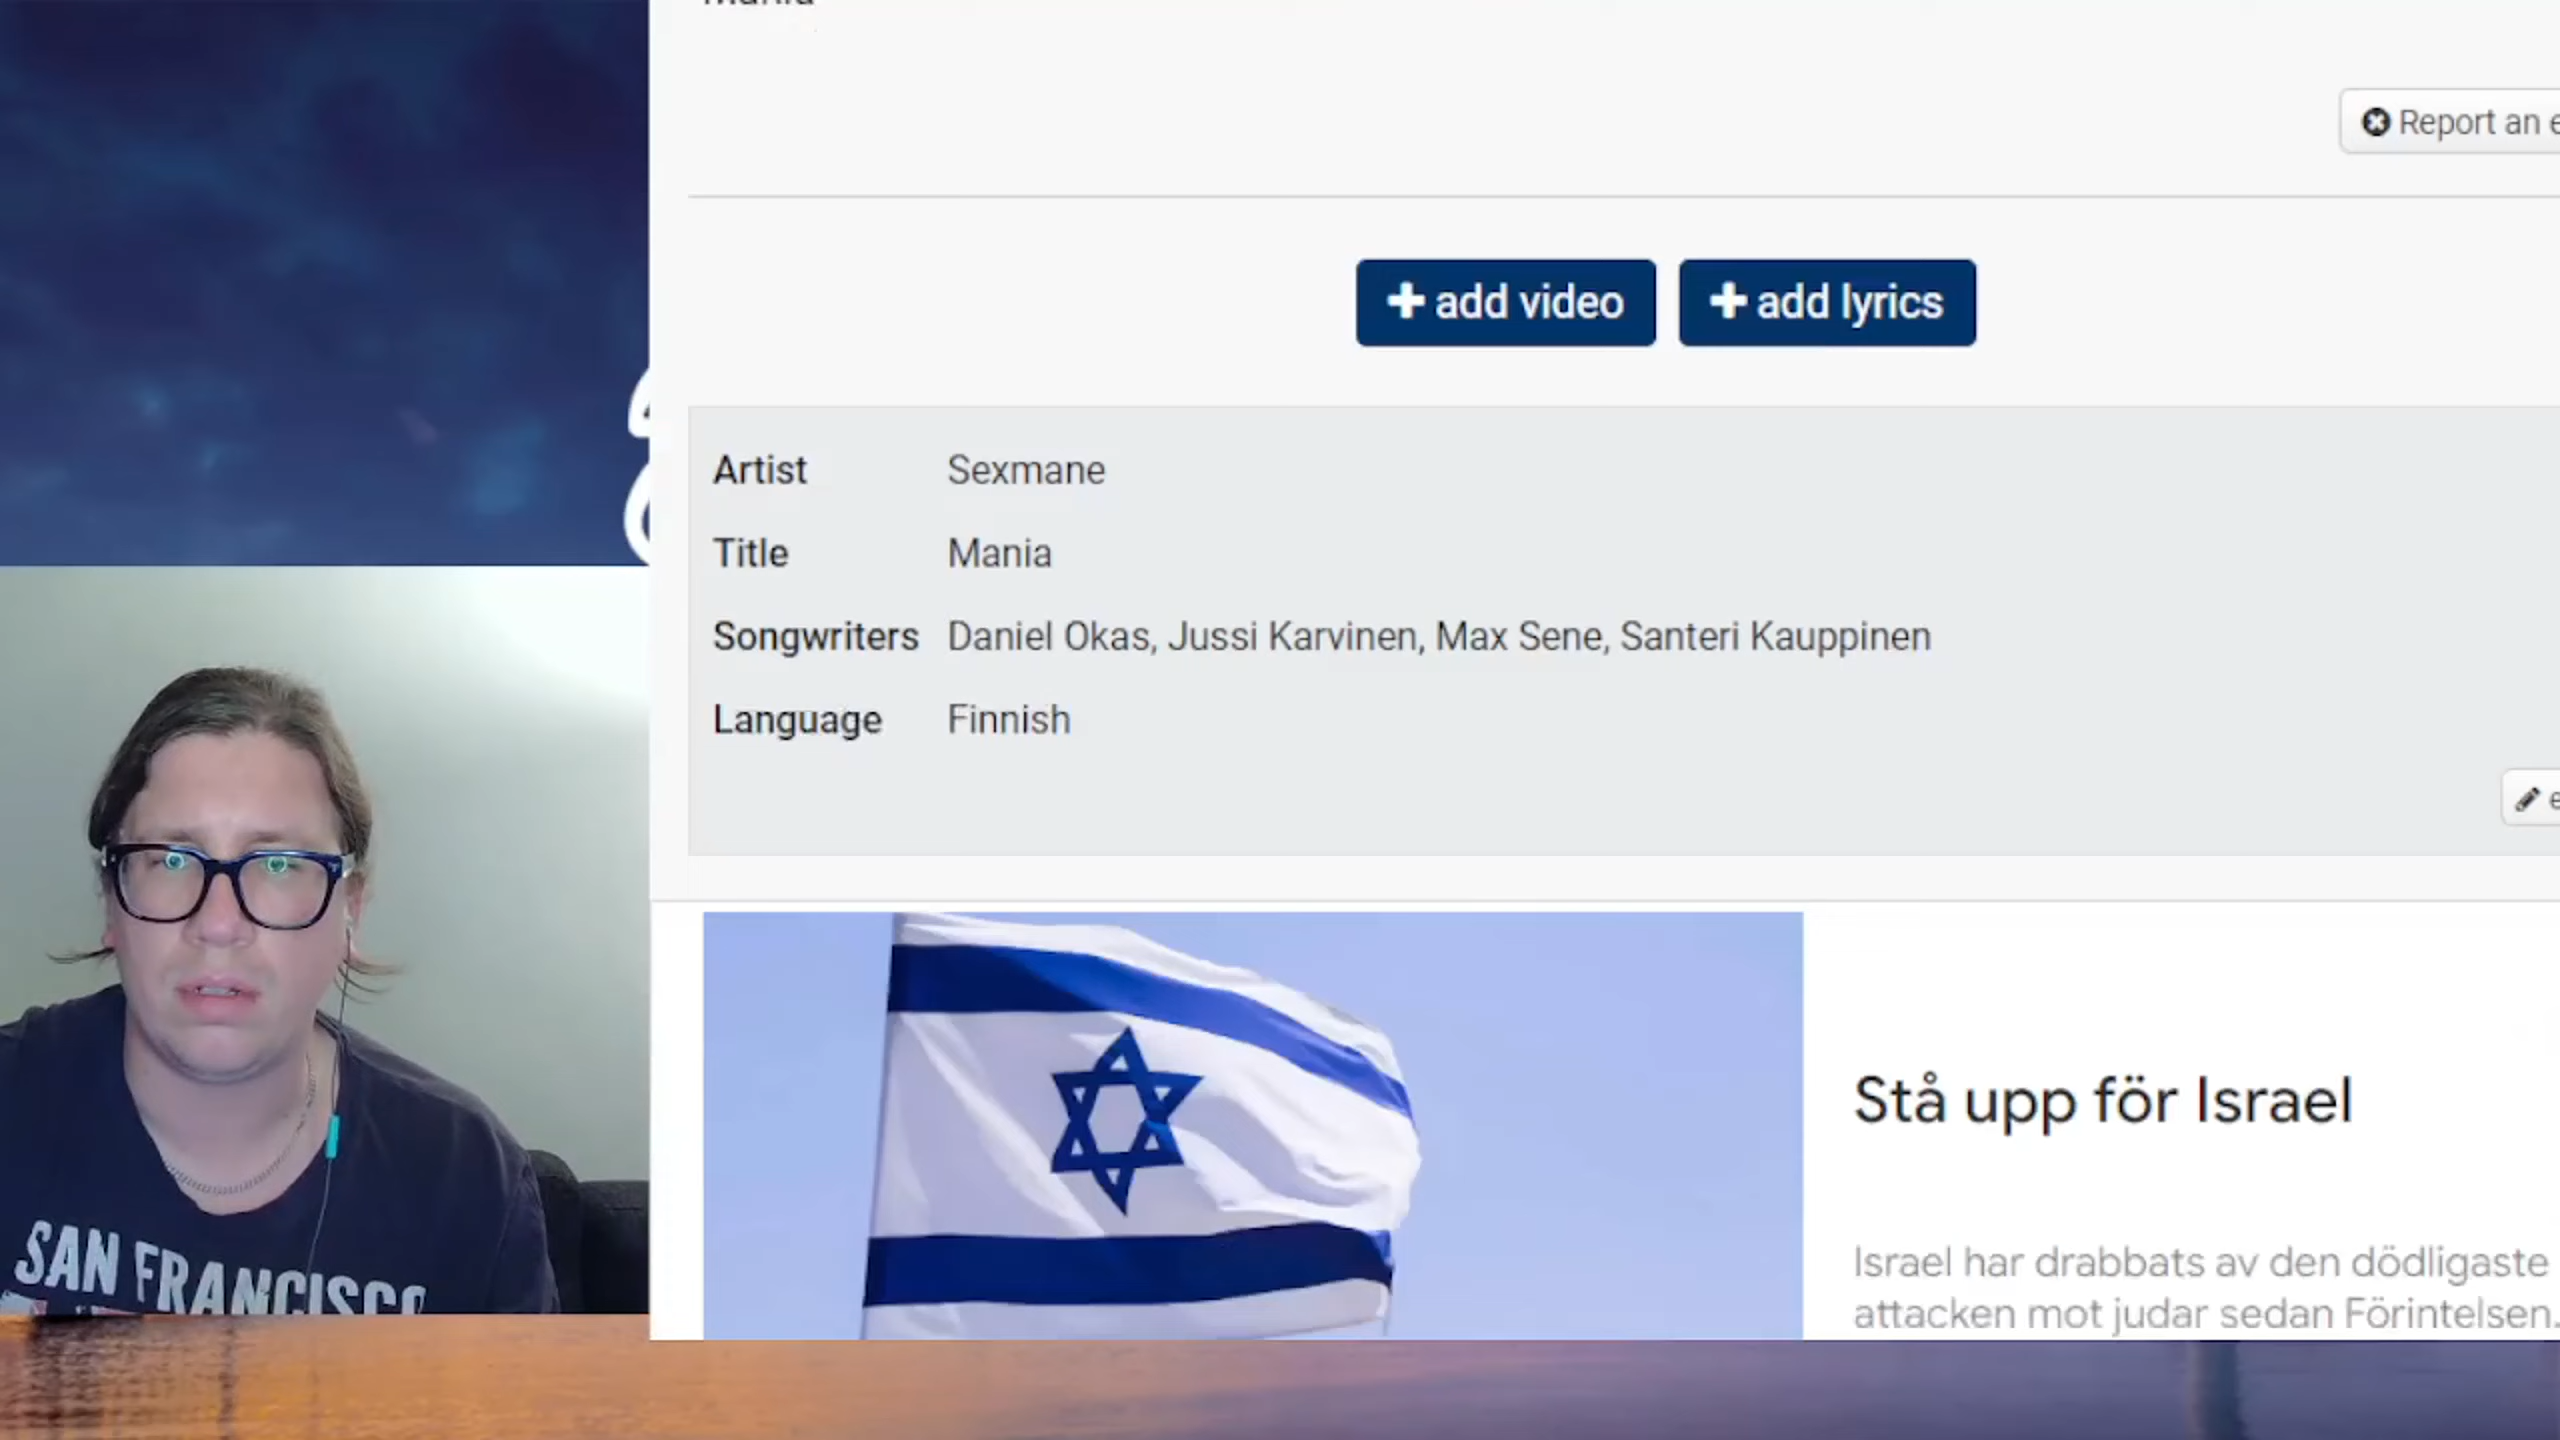 Mania
Report an
add video
add lyrics
Artist Sexmane
Title Mania
Songwriters Daniel Okas, Jussi Karvinen, Max Sene, Santeri Kauppinen
Language Finnish
Stå upp för Israel
Israel har drabbats av den dödligaste
attacken mot judar sedan Förintelsen.
SAN FRANCISCO